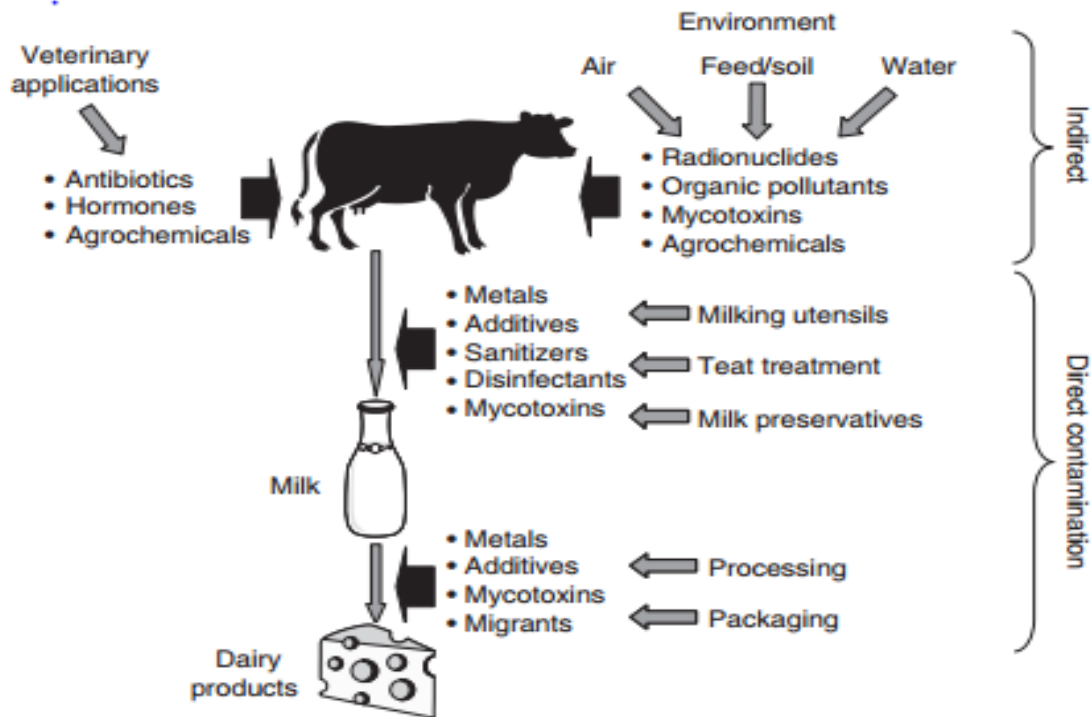 Veterinary
applications
• Antibiotics
• Hormones
• Agrochemicals
Environment
Air
Feed/soil
Water
• Radionuclides
• Organic pollutants
• Mycotoxins
• Agrochemicals
Indirect
• Metals
• Additives
• Sanitizers
• Disinfectants
• Mycotoxins
Milking utensils
Teat treatment
Milk preservatives
Milk
• Metals
• Additives
• Mycotoxins
• Migrants
Processing
Packaging
Dairy
products
Direct contamination